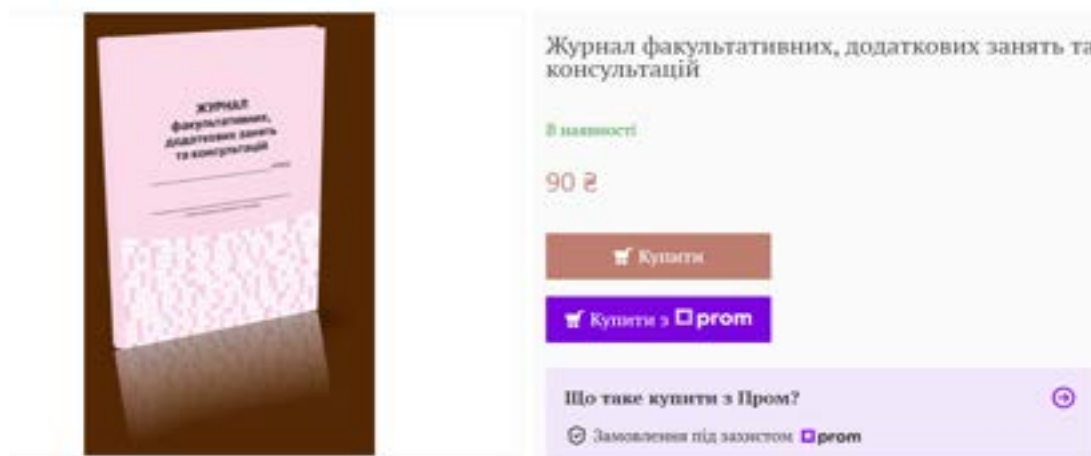 ЖУРНАЛ
факультативних,
додаткових занять
та консультацій
Журнал факультативних, додаткових занять та
консультацій
В наявності
90 ₴
Купити
Купити з prom
Що таке купити з Пром?
Замовлення під захистом prom